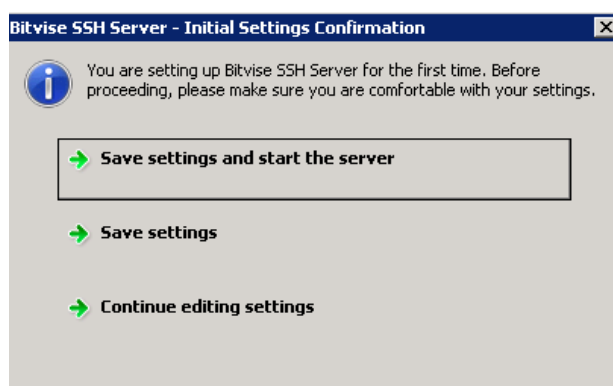 Bitvise SSH Server - Initial Settings Confirmation
You are setting up Bitvise SSH Server for the first time. Before
proceeding, please make sure you are comfortable with your settings.
Save settings and start the server
Save settings
Continue editing settings